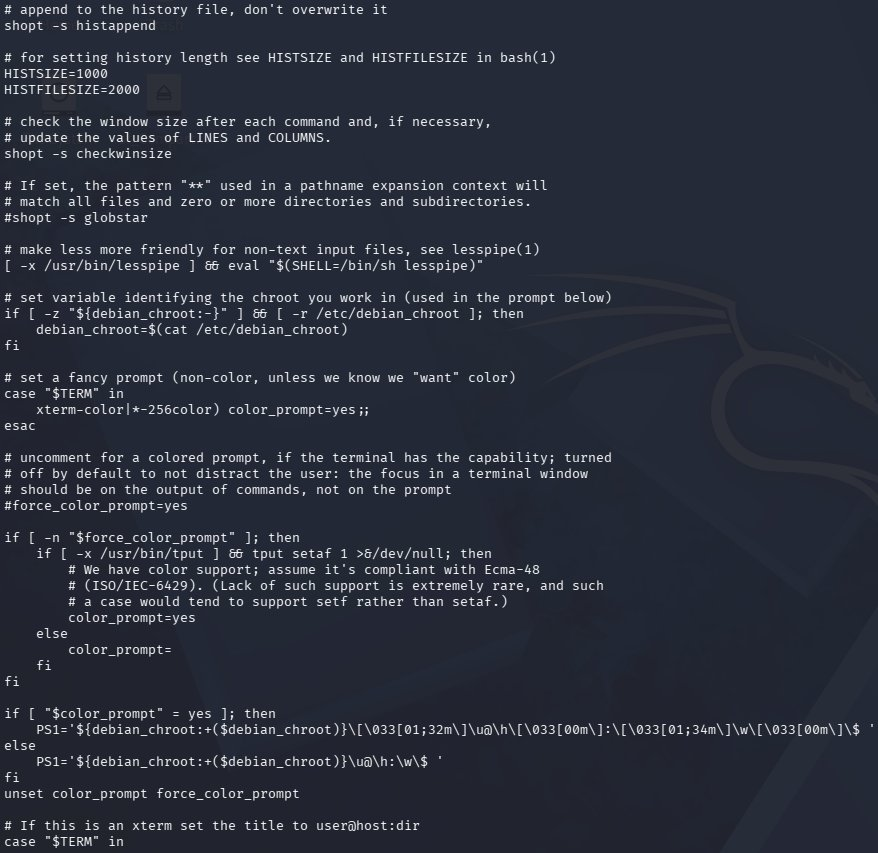 # append to the history file, don't overwrite it
shopt -s histappend

# for setting history length see HISTSIZE and HISTFILESIZE in bash(1)
HISTSIZE=1000
HISTFILESIZE=2000

# check the window size after each command and, if necessary,
# update the values of LINES and COLUMNS.
shopt -s checkwinsize

# If set, the pattern "**" used in a pathname expansion context will
# match all files and zero or more directories and subdirectories.
#shopt -s globstar

# make less more friendly for non-text input files, see lesspipe(1)
[ -x /usr/bin/lesspipe ] && eval "$(SHELL=/bin/sh lesspipe)"

# set variable identifying the chroot you work in (used in the prompt below)
if [ -z "${debian_chroot:-}" ] && [ -r /etc/debian_chroot ]; then
    debian_chroot=$(cat /etc/debian_chroot)
fi

# set a fancy prompt (non-color, unless we know we "want" color)
case "$TERM" in
    xterm-color|*-256color) color_prompt=yes;;
esac

# uncomment for a colored prompt, if the terminal has the capability; turned
# off by default to not distract the user: the focus in a terminal window
# should be on the output of commands, not on the prompt
#force_color_prompt=yes

if [ -n "$force_color_prompt" ]; then
    if [ -x /usr/bin/tput ] && tput setaf 1 >&/dev/null; then
        # We have color support; assume it's compliant with Ecma-48
        # (ISO/IEC-6429). (Lack of such support is extremely rare, and such
        # a case would tend to support setf rather than setaf.)
        color_prompt=yes
    else
        color_prompt=
    fi
fi

if [ "$color_prompt" = yes ]; then
    PS1='${debian_chroot:+($debian_chroot)}\[\033[01;32m\]\u@\h\[\033[00m\]:\[\033[01;34m\]\w\[\033[00m\]\$ '
else
    PS1='${debian_chroot:+($debian_chroot)}\u@\h:\w\$ '
fi
unset color_prompt force_color_prompt

# If this is an xterm set the title to user@host:dir
case "$TERM" in